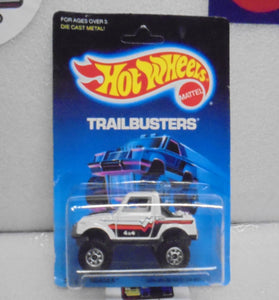 FOR AGES OVER 3.
DIE CAST METAL!
Hot Wheels
MATTEL
TRAILBUSTERS
4x4